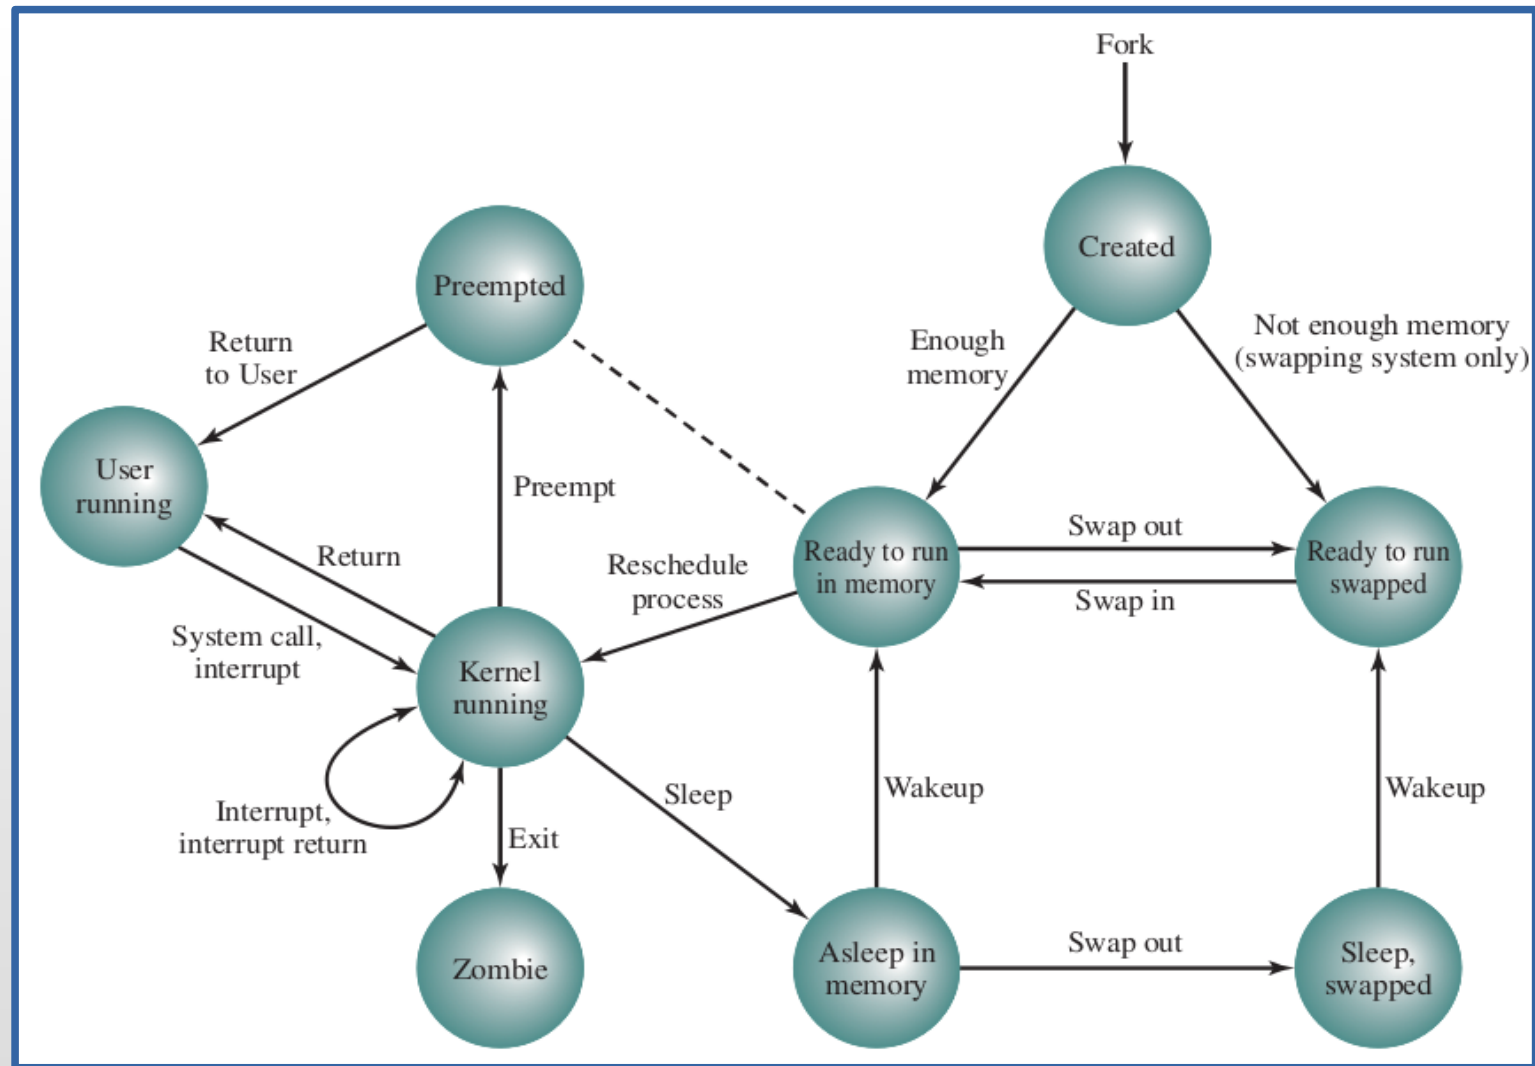 Fork
Created
Preempted
Not enough memory
(swapping system only)
Enough
memory
Return
to User
User
running
Preempt
Return
Reschedule
process
Swap out
Ready to run
in memory
Ready to run
swapped
Swap in
System call,
interrupt
Kernel
running
Interrupt,
interrupt return
Sleep
Wakeup
Wakeup
Exit
Zombie
Asleep in
memory
Swap out
Sleep,
swapped